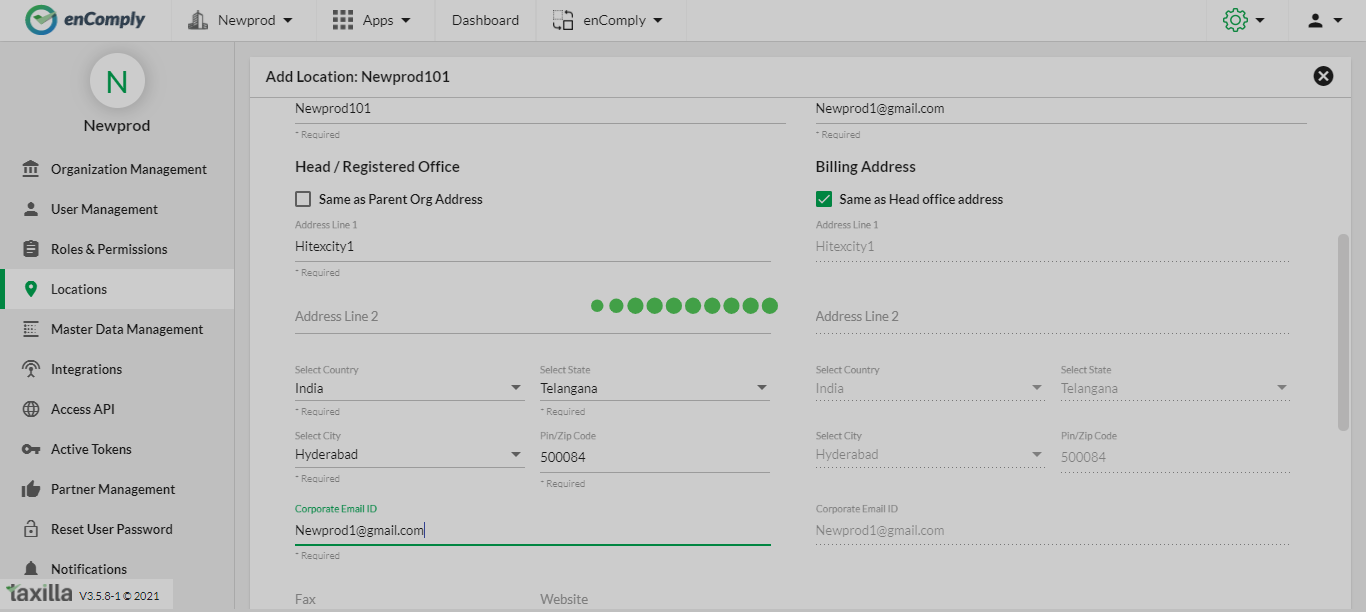 enComply
Newprod
Apps
Dashboard
enComply
N
Newprod
Organization Management
User Management
Roles & Permissions
Locations
Master Data Management
Integrations
Access API
Active Tokens
Partner Management
Reset User Password
Notifications
taxilla V3.5.8-1 © 2021
Add Location: Newprod101
Newprod101
* Required
Newprod1@gmail.com
* Required
Head / Registered Office
Same as Parent Org Address
Address Line 1
Hitexcity1
* Required
Address Line 2
Select Country
India
* Required
Select State
Telangana
* Required
Select City
Hyderabad
* Required
Pin/Zip Code
500084
* Required
Corporate Email ID
Newprod1@gmail.com
* Required
Fax
Website
Billing Address
Same as Head office address
Address Line 1
Hitexcity1
Address Line 2
Select Country
India
Select State
Telangana
Select City
Hyderabad
Pin/Zip Code
500084
Corporate Email ID
Newprod1@gmail.com